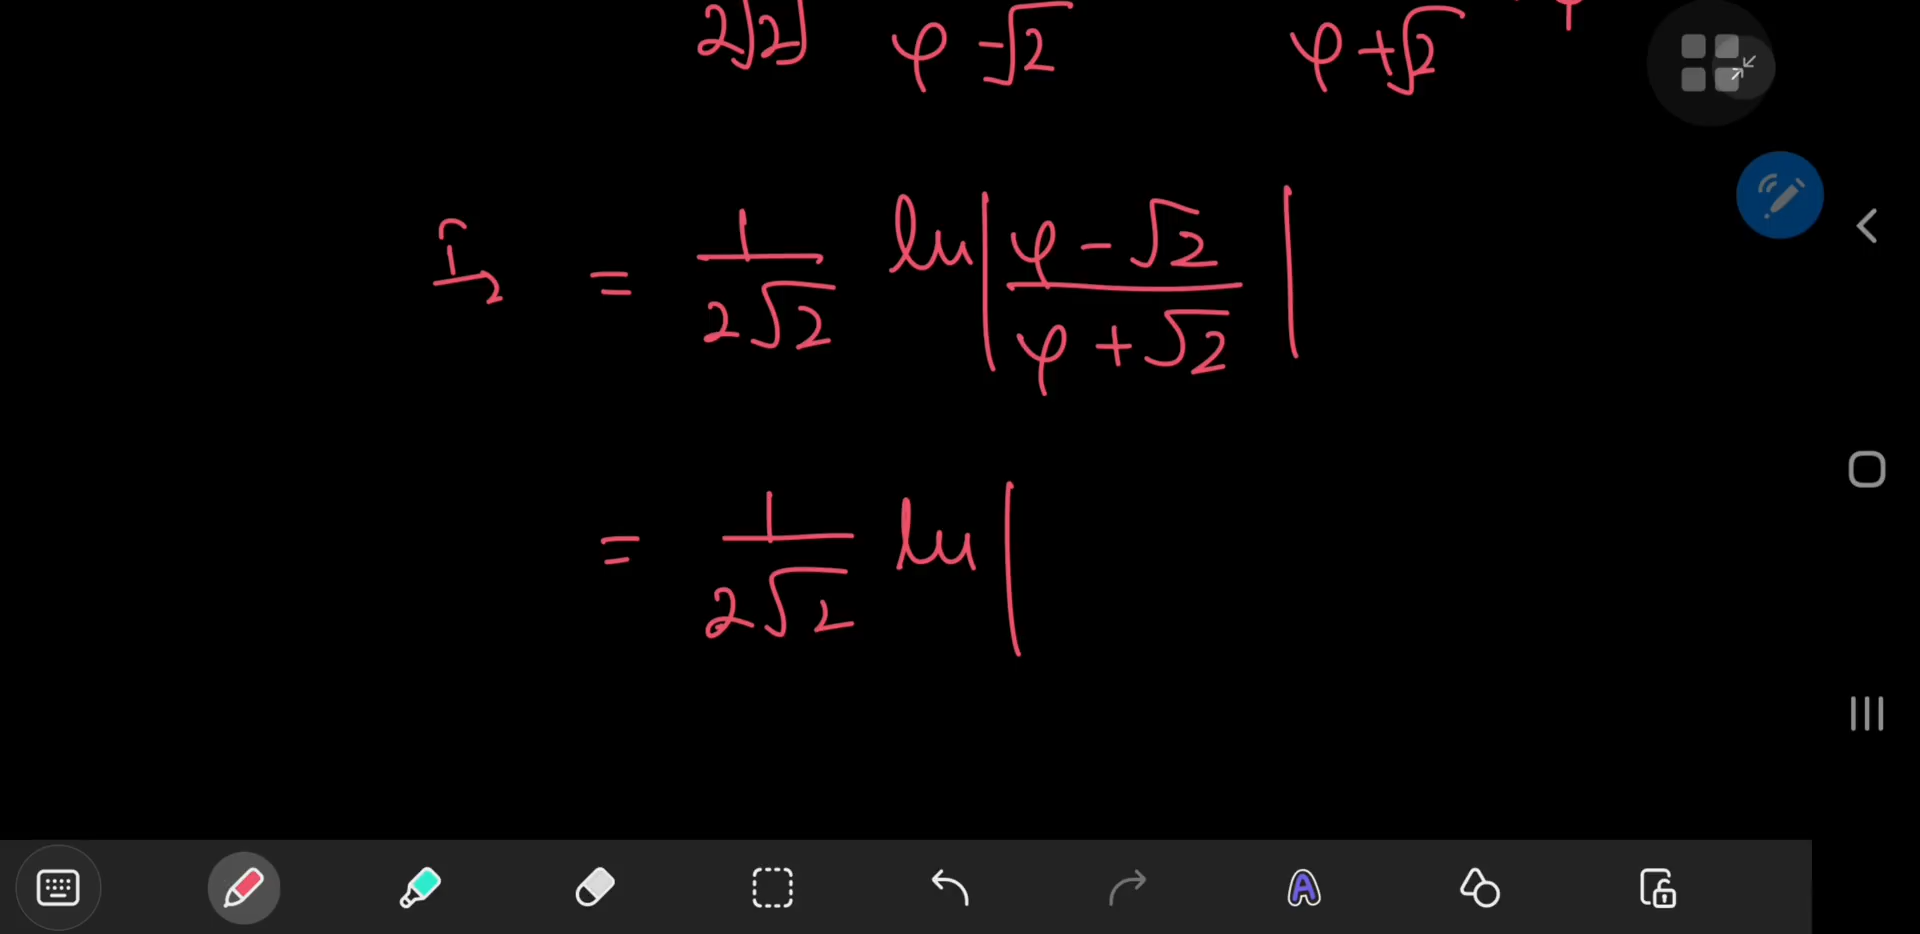 2√2 φ - √2 φ + √2
I₂ = 1/(2√2) ln |(φ - √2)/(φ + √2)|
= 1/(2√2) ln |
A